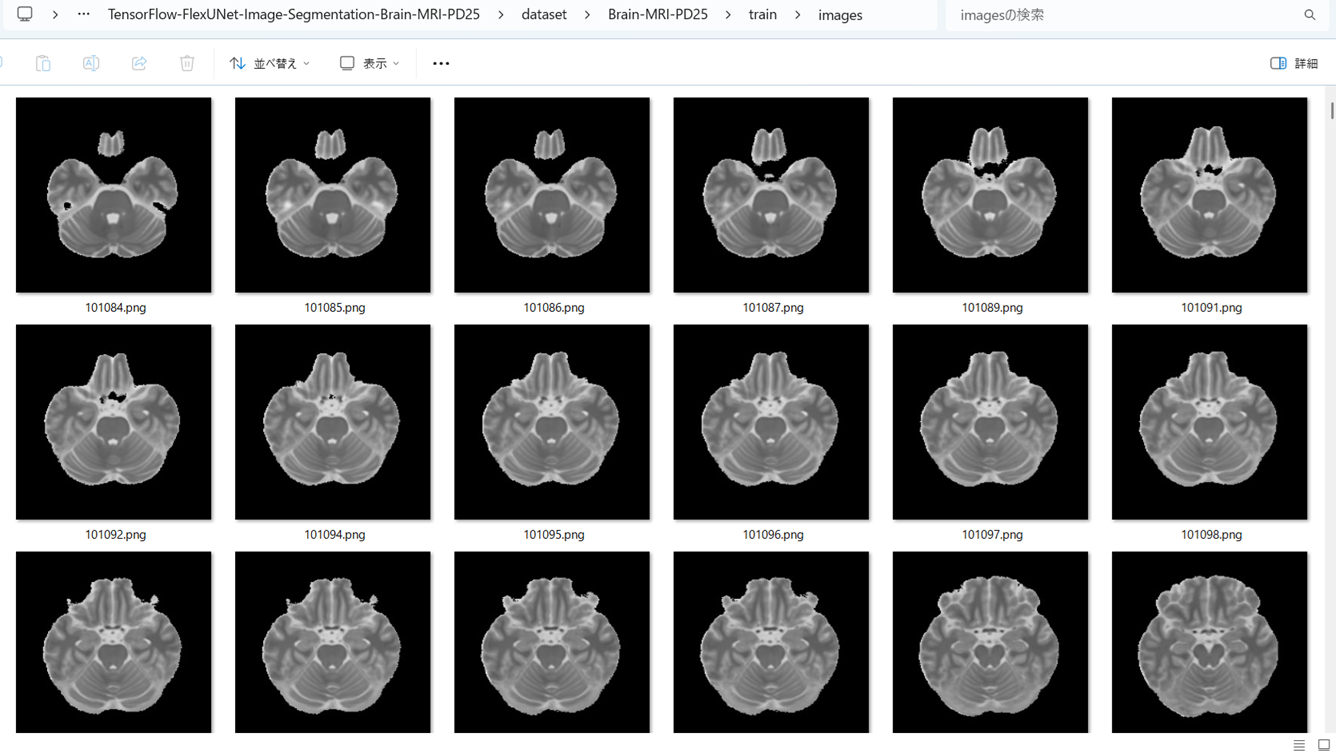 TensorFlow-FlexUNet-Image-Segmentation-Brain-MRI-PD25 > dataset > Brain-MRI-PD25 > train > images
imagesの検索
並べ替え
表示
詳細
101084.png 101085.png 101086.png 101087.png 101089.png 101091.png
101092.png 101094.png 101095.png 101096.png 101097.png 101098.png